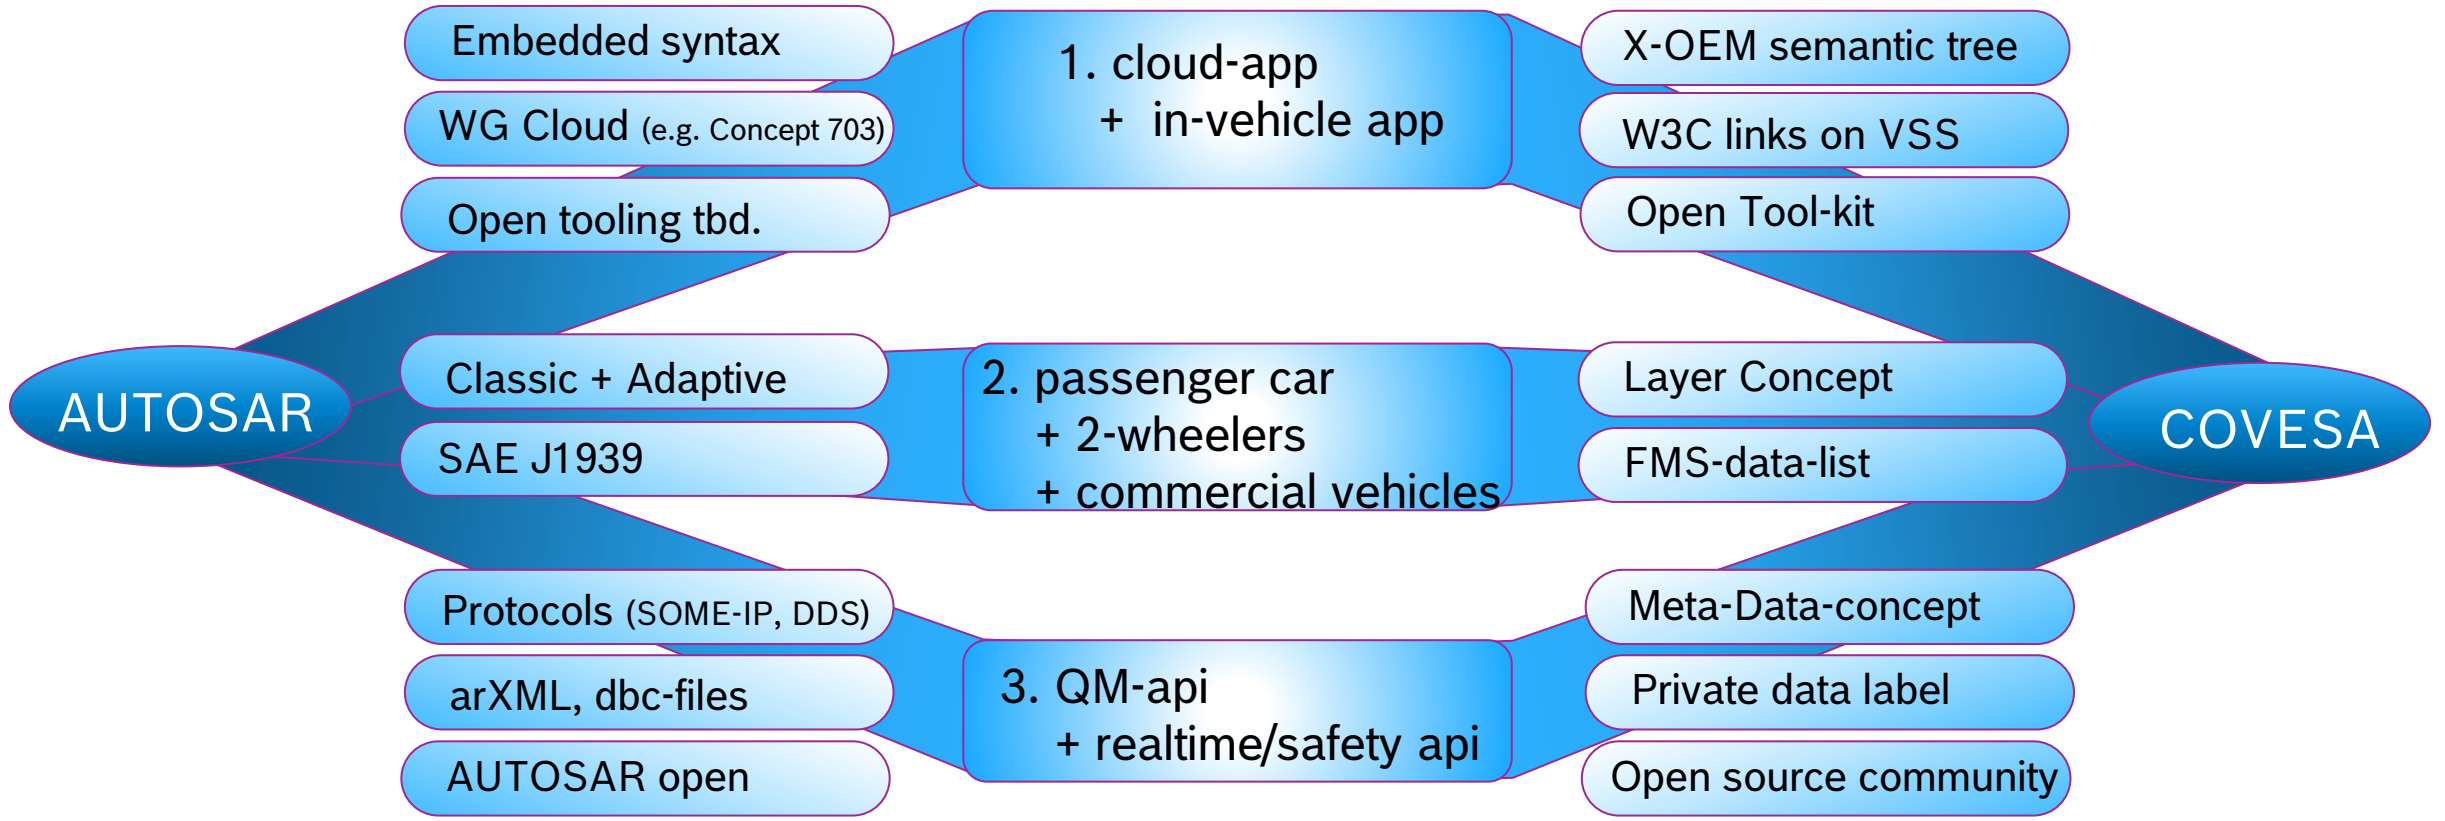 Embedded syntax
WG Cloud (e.g. Concept 703)
Open tooling tbd.
1. cloud-app
+ in-vehicle app
X-OEM semantic tree
W3C links on VSS
Open Tool-kit
AUTOSAR
Classic + Adaptive
SAE J1939
2. passenger car
+ 2-wheelers
+ commercial vehicles
Layer Concept
FMS-data-list
COVESA
Protocols (SOME-IP, DDS)
arXML, dbc-files
AUTOSAR open
3. QM-api
+ realtime/safety api
Meta-Data-concept
Private data label
Open source community